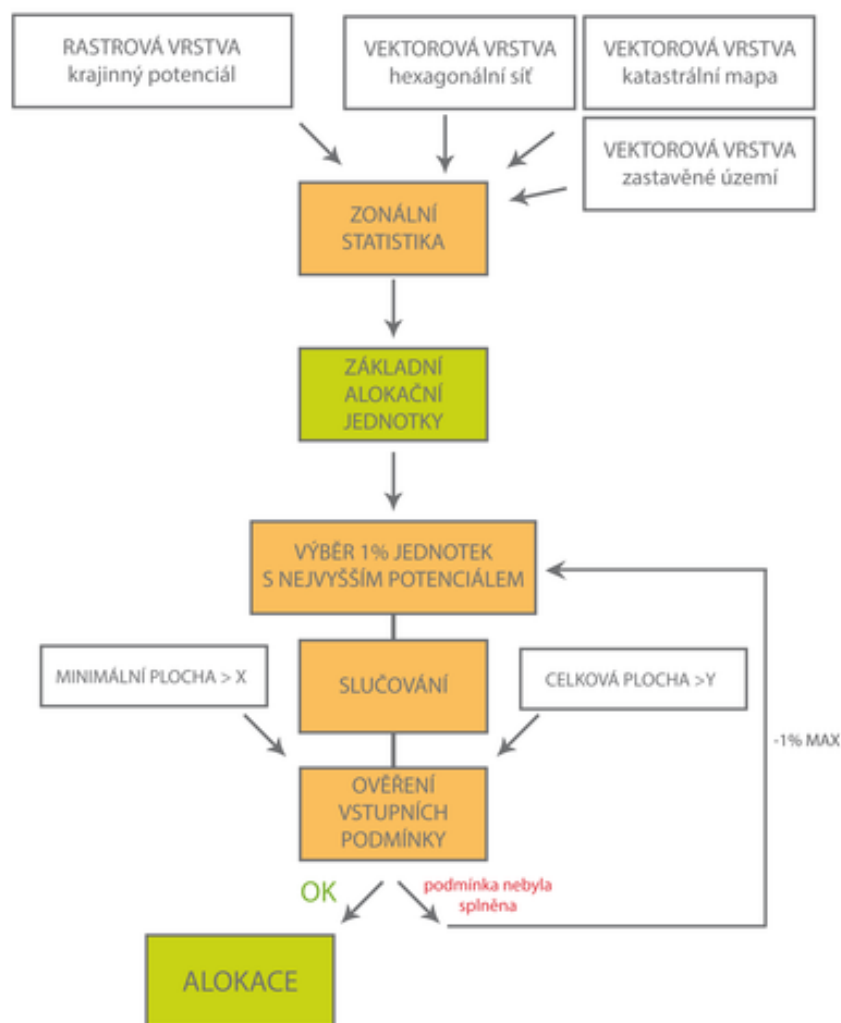 RASTROVÁ VRSTVA
krajinný potenciál
VEKTOROVÁ VRSTVA
hexagonální síť
VEKTOROVÁ VRSTVA
katastrální mapa
VEKTOROVÁ VRSTVA
zastavěné území
ZONÁLNÍ
STATISTIKA
ZÁKLADNÍ
ALOKAČNÍ
JEDNOTKY
VÝBĚR 1% JEDNOTEK
S NEJVYŠŠÍM POTENCIÁLEM
MINIMÁLNÍ PLOCHA > X
SLUČOVÁNÍ
CELKOVÁ PLOCHA >Y
-1% MAX
OVĚŘENÍ
VSTUPNÍCH
PODMÍNKY
OK
podmínka nebyla
splněna
ALOKACE